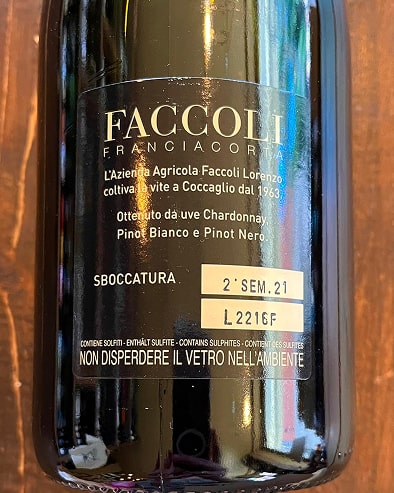 FACCOLI
FRANCIACORTA
L'Azienda Agricola Faccoli Lorenzo
coltiva la vite a Coccaglio dal 1963
Ottenuto da uve Chardonnay,
Pinot Bianco e Pinot Nero.
SBOCCATURA
2°SEM.21
L2216F
CONTIENE SOLFITI - ENTHÄLT SULFITE - CONTAINS SULPHITES - CONTIENT DES SULFITES
NON DISPERDERE IL VETRO NELL'AMBIENTE